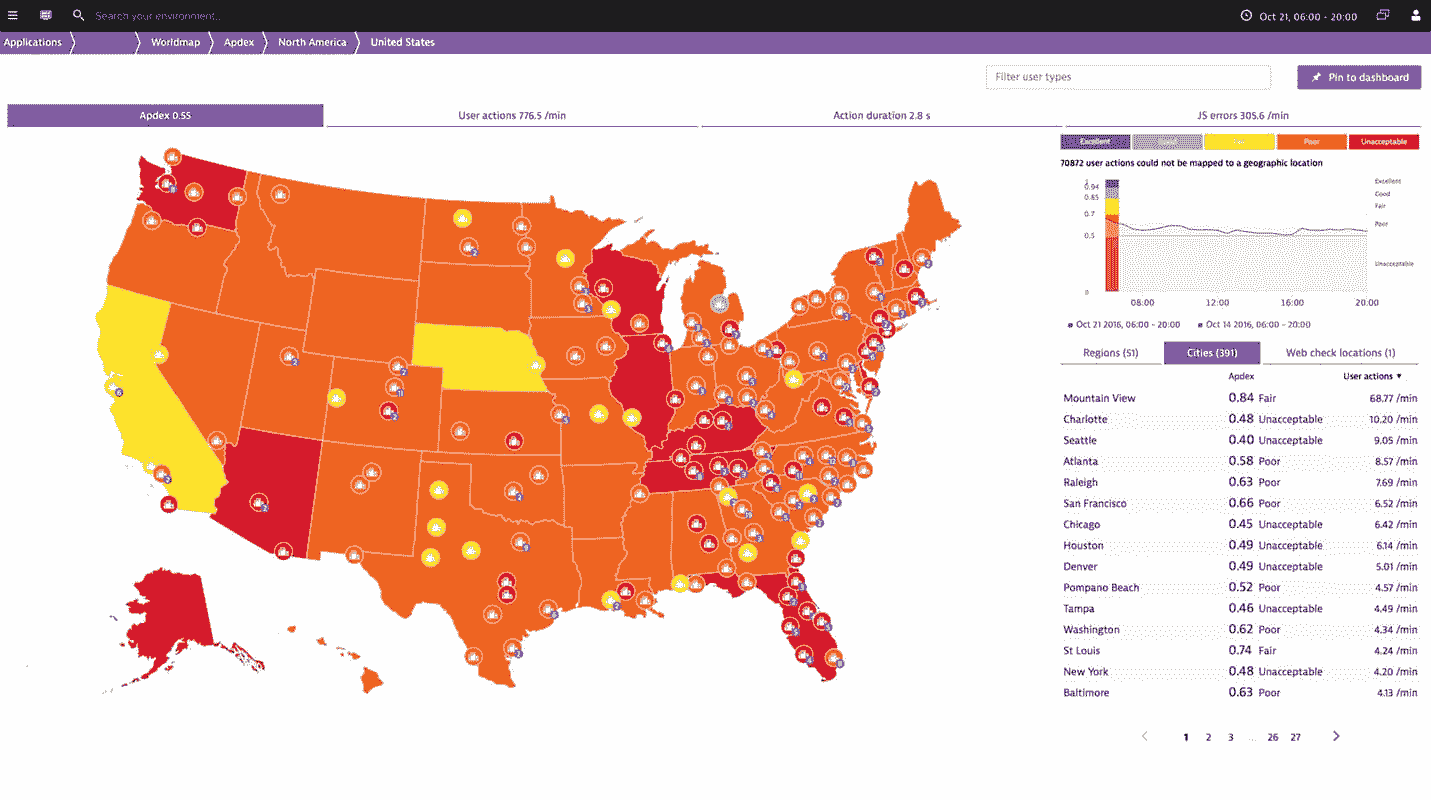 Search your environment...
Oct 21, 06:00 - 20:00
Applications
Worldmap
Apdex
North America
United States
Filter user types
Pin to dashboard
Apdex 0.55
User actions 776.5 /min
Action duration 2.8 s
JS errors 305.6 /min
Excellent
Fair
Poor
Unacceptable
70872 user actions could not be mapped to a geographic location
1
0.94
0.85
0.7
0.5
0
Excellent
Good
Fair
Poor
Unacceptable
08:00
12:00
16:00
20:00
Oct 21 2016, 06:00 - 20:00
Oct 14 2016, 06:00 - 20:00
Regions (51)
Cities (391)
Web check locations (1)
Apdex
User actions ▼
Mountain View 0.84 Fair 68.77 /min
Charlotte 0.48 Unacceptable 10.20 /min
Seattle 0.40 Unacceptable 9.05 /min
Atlanta 0.58 Poor 8.57 /min
Raleigh 0.63 Poor 7.69 /min
San Francisco 0.66 Poor 6.52 /min
Chicago 0.45 Unacceptable 6.42 /min
Houston 0.49 Unacceptable 6.14 /min
Denver 0.49 Unacceptable 5.01 /min
Pompano Beach 0.52 Poor 4.57 /min
Tampa 0.46 Unacceptable 4.49 /min
Washington 0.62 Poor 4.34 /min
St Louis 0.74 Fair 4.24 /min
New York 0.48 Unacceptable 4.20 /min
Baltimore 0.63 Poor 4.13 /min
1 2 3 ... 26 27